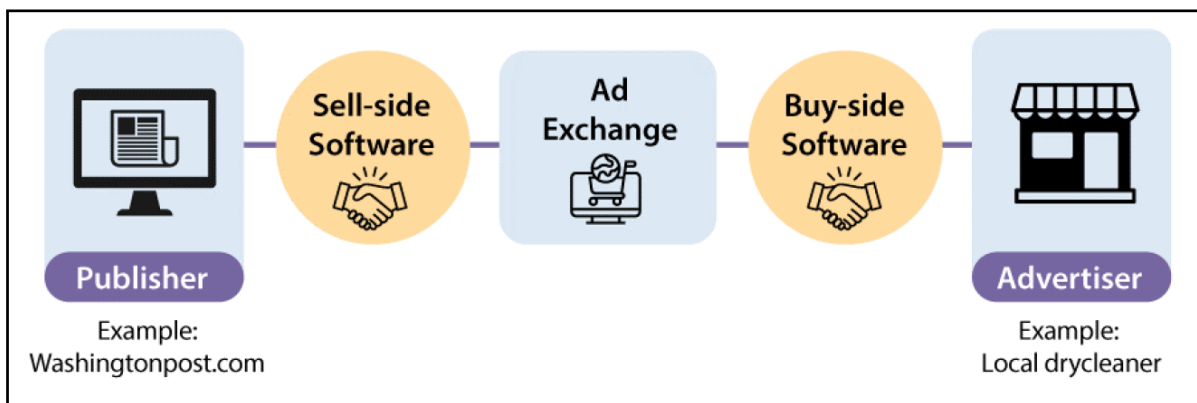 Sell-side
Software
Ad
Exchange
Buy-side
Software
Publisher
Advertiser
Example:
Washingtonpost.com
Example:
Local drycleaner